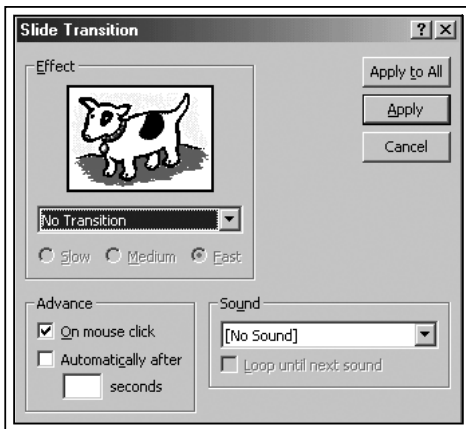 Slide Transition
Effect
Apply to All
Apply
Cancel
No Transition
Slow Medium Fast
Advance
On mouse click
Automatically after
seconds
Sound
[No Sound]
Loop until next sound